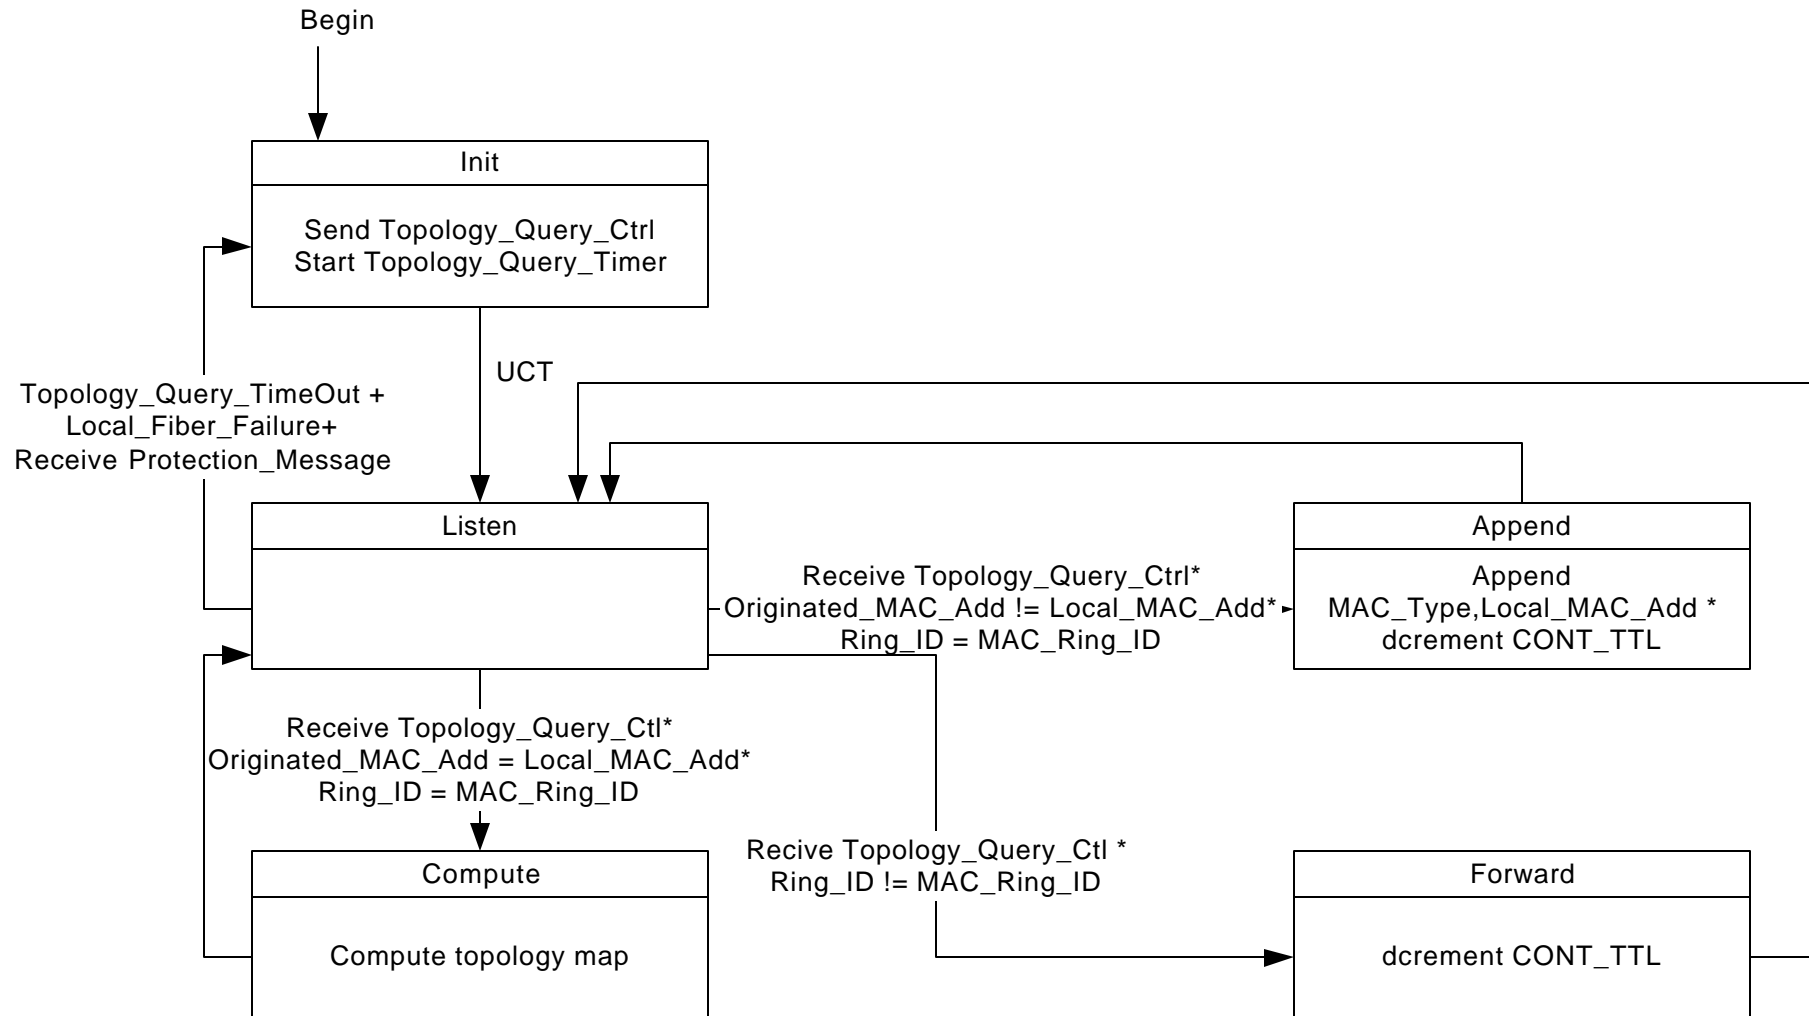 Begin
Init
Send Topology_Query_Ctrl
Start Topology_Query_Timer
UCT
Topology_Query_TimeOut +
Local_Fiber_Failure+
Receive Protection_Message
Listen
Append
Receive Topology_Query_Ctrl*
Originated_MAC_Add != Local_MAC_Add*
Ring_ID = MAC_Ring_ID
Append
MAC_Type,Local_MAC_Add *
dcrement CONT_TTL
Receive Topology_Query_Ctl*
Originated_MAC_Add = Local_MAC_Add*
Ring_ID = MAC_Ring_ID
Recive Topology_Query_Ctl *
Ring_ID != MAC_Ring_ID
Compute
Compute topology map
Forward
dcrement CONT_TTL